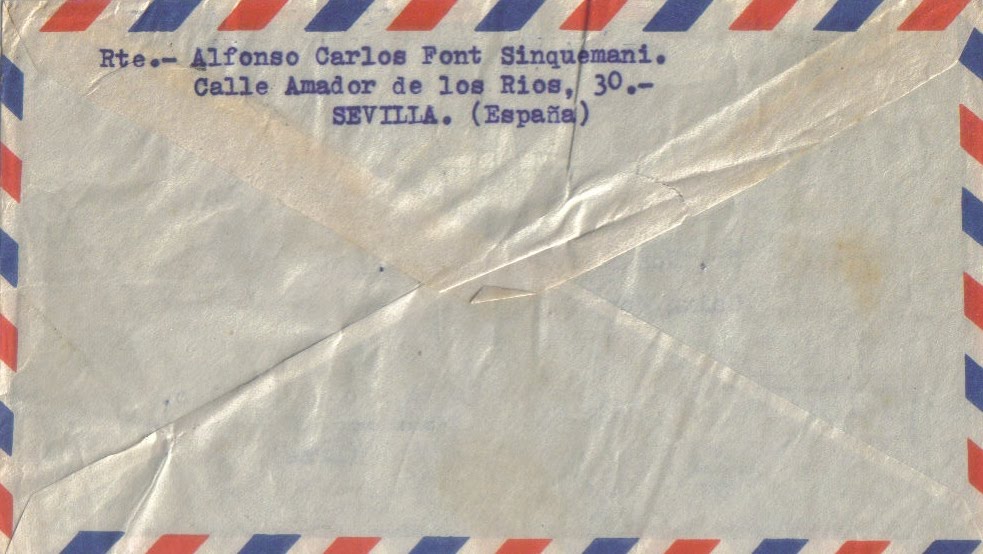 Rte.- Alfonso Carlos Font Sinquemani.
Calle Amador de los Rios, 30.-
SEVILLA. (España)